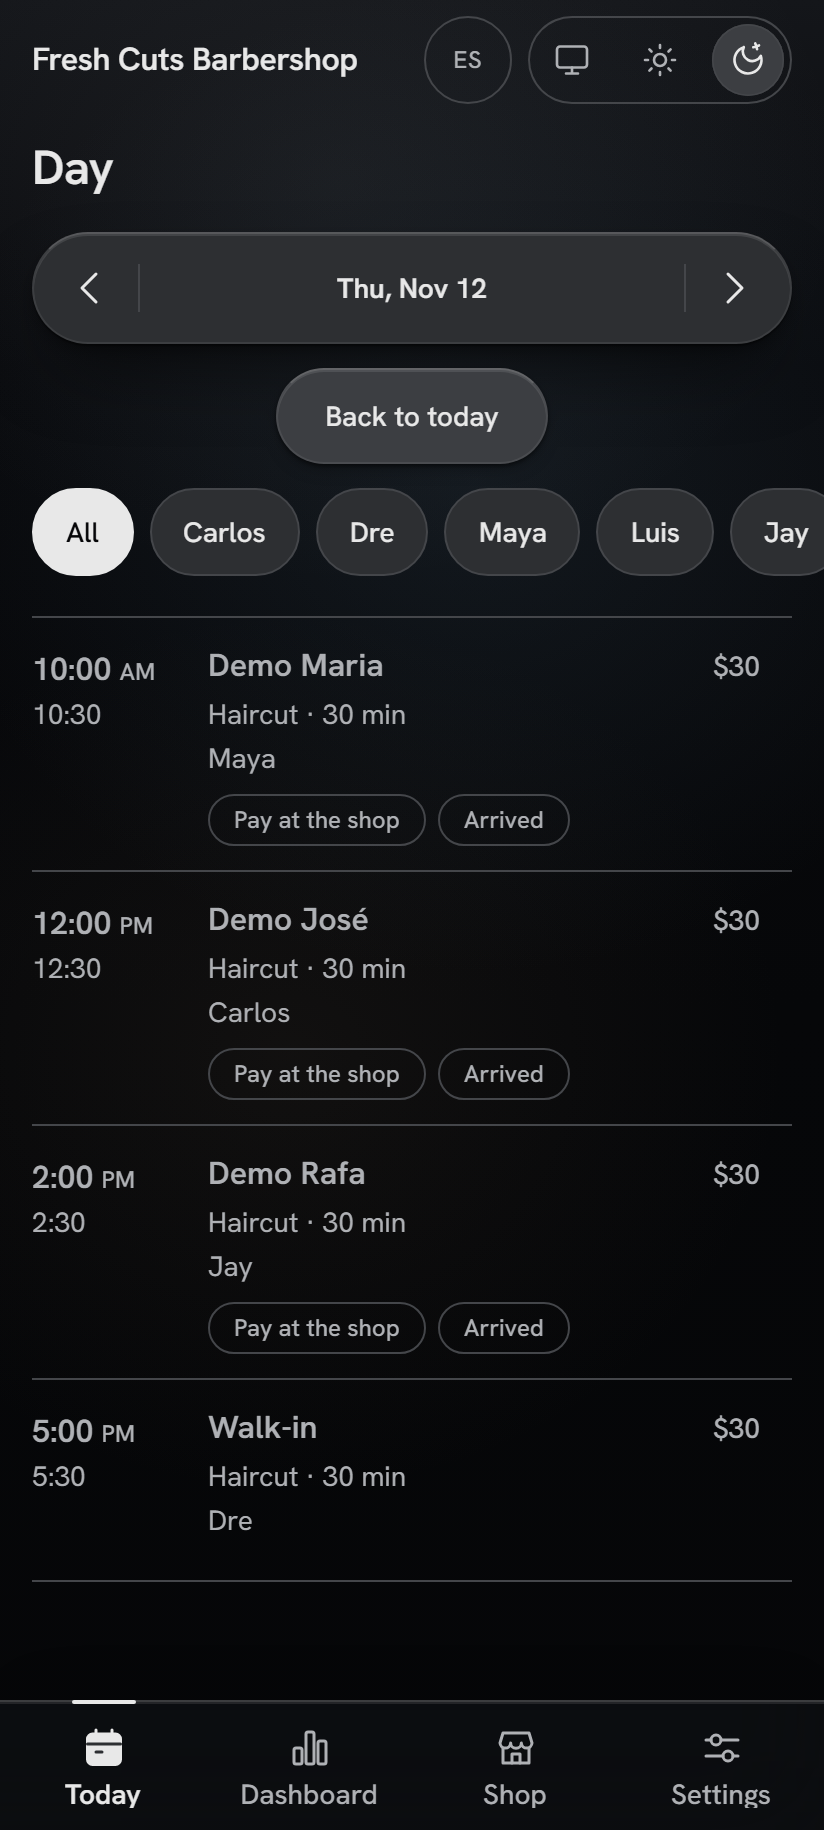 Fresh Cuts Barbershop
ES
Day
Thu, Nov 12
Back to today
All Carlos Dre Maya Luis Jay
10:00 AM Demo Maria $30
10:30 Haircut · 30 min
Maya
Pay at the shop Arrived
12:00 PM Demo José $30
12:30 Haircut · 30 min
Carlos
Pay at the shop Arrived
2:00 PM Demo Rafa $30
2:30 Haircut · 30 min
Jay
Pay at the shop Arrived
5:00 PM Walk-in $30
5:30 Haircut · 30 min
Dre
Today Dashboard Shop Settings